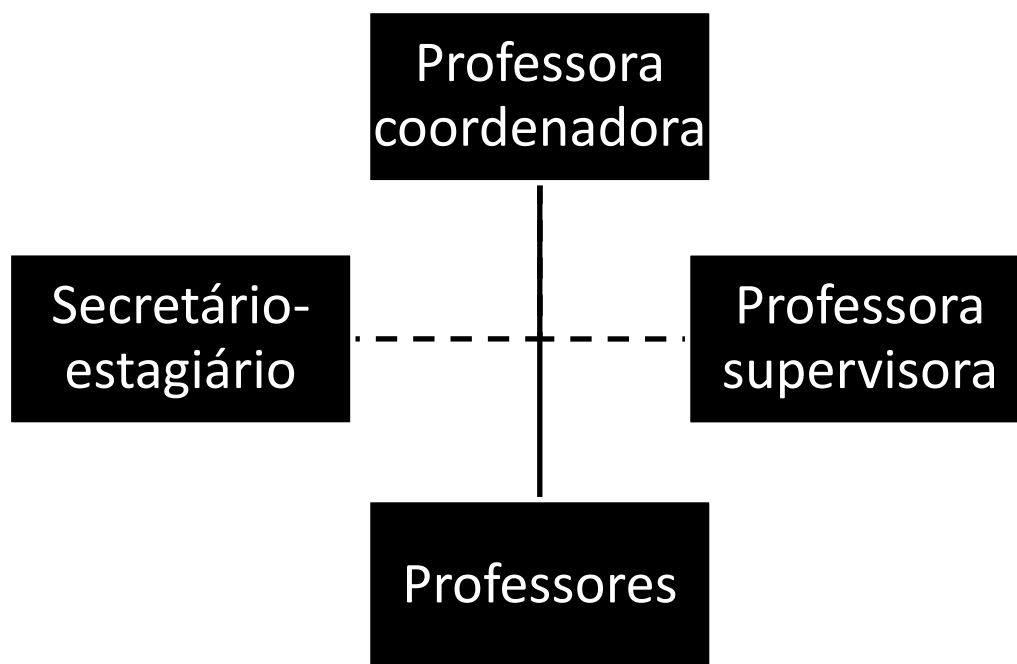 Professora
coordenadora
Secretário-
estagiário
Professora
supervisora
Professores